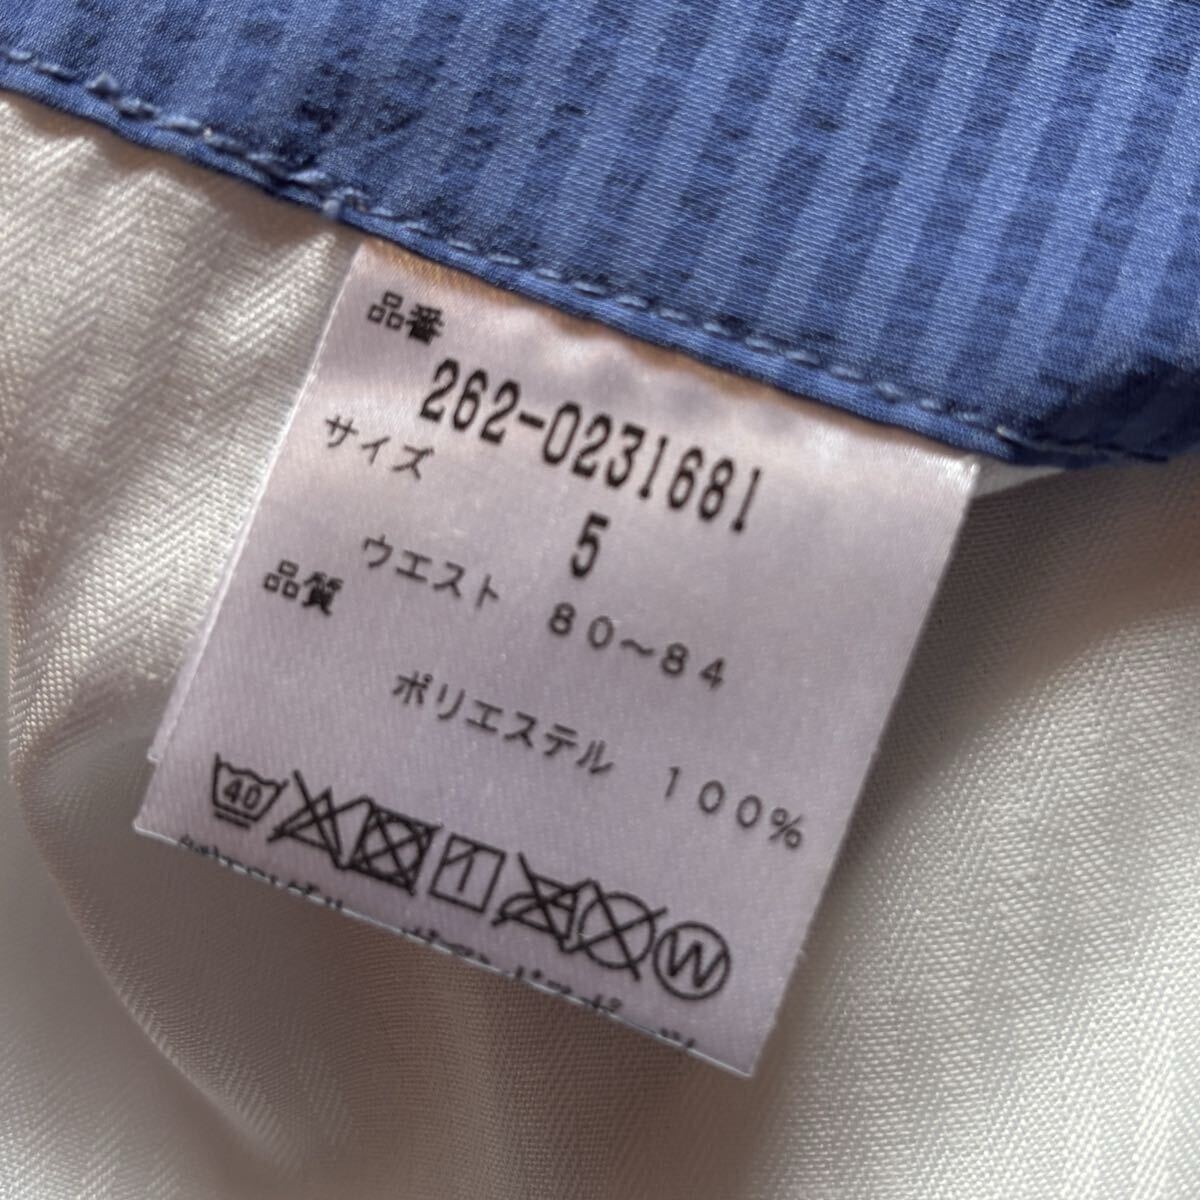 品番
262-0231681
サイズ
5
ウエスト 80～84
品質
ポリエステル 100%
40
W